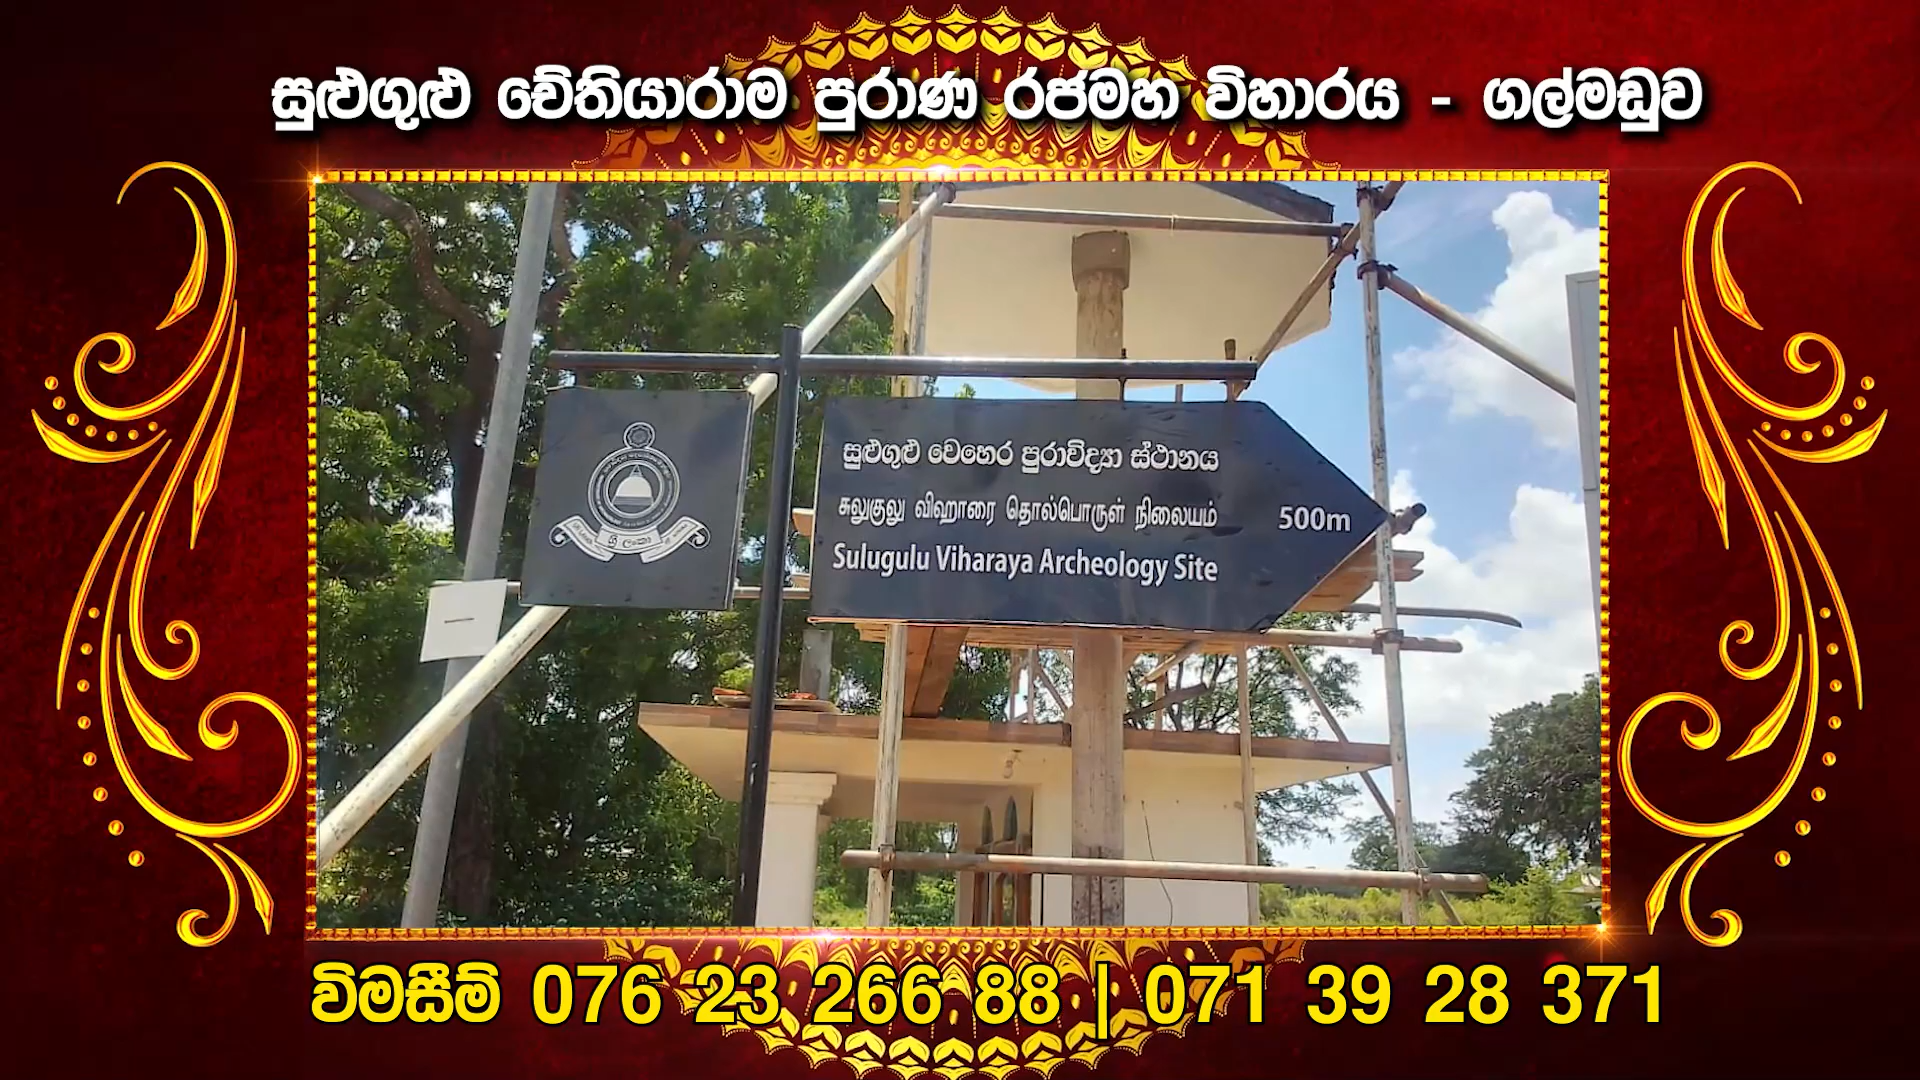 සුළුගුළු චේතියාරාම පුරාණ රජමහ විහාරය - ගල්මඩුව
සුළුගුළු වෙහෙර පුරාවිද්‍යා ස්ථානය
சுலுகுலு விஹாரை தொல்பொருள் நிலையம்
500m
Sulugulu Viharaya Archeology Site
ශ්‍රී ලංකා
විමසීම් 076 23 266 88 | 071 39 28 371